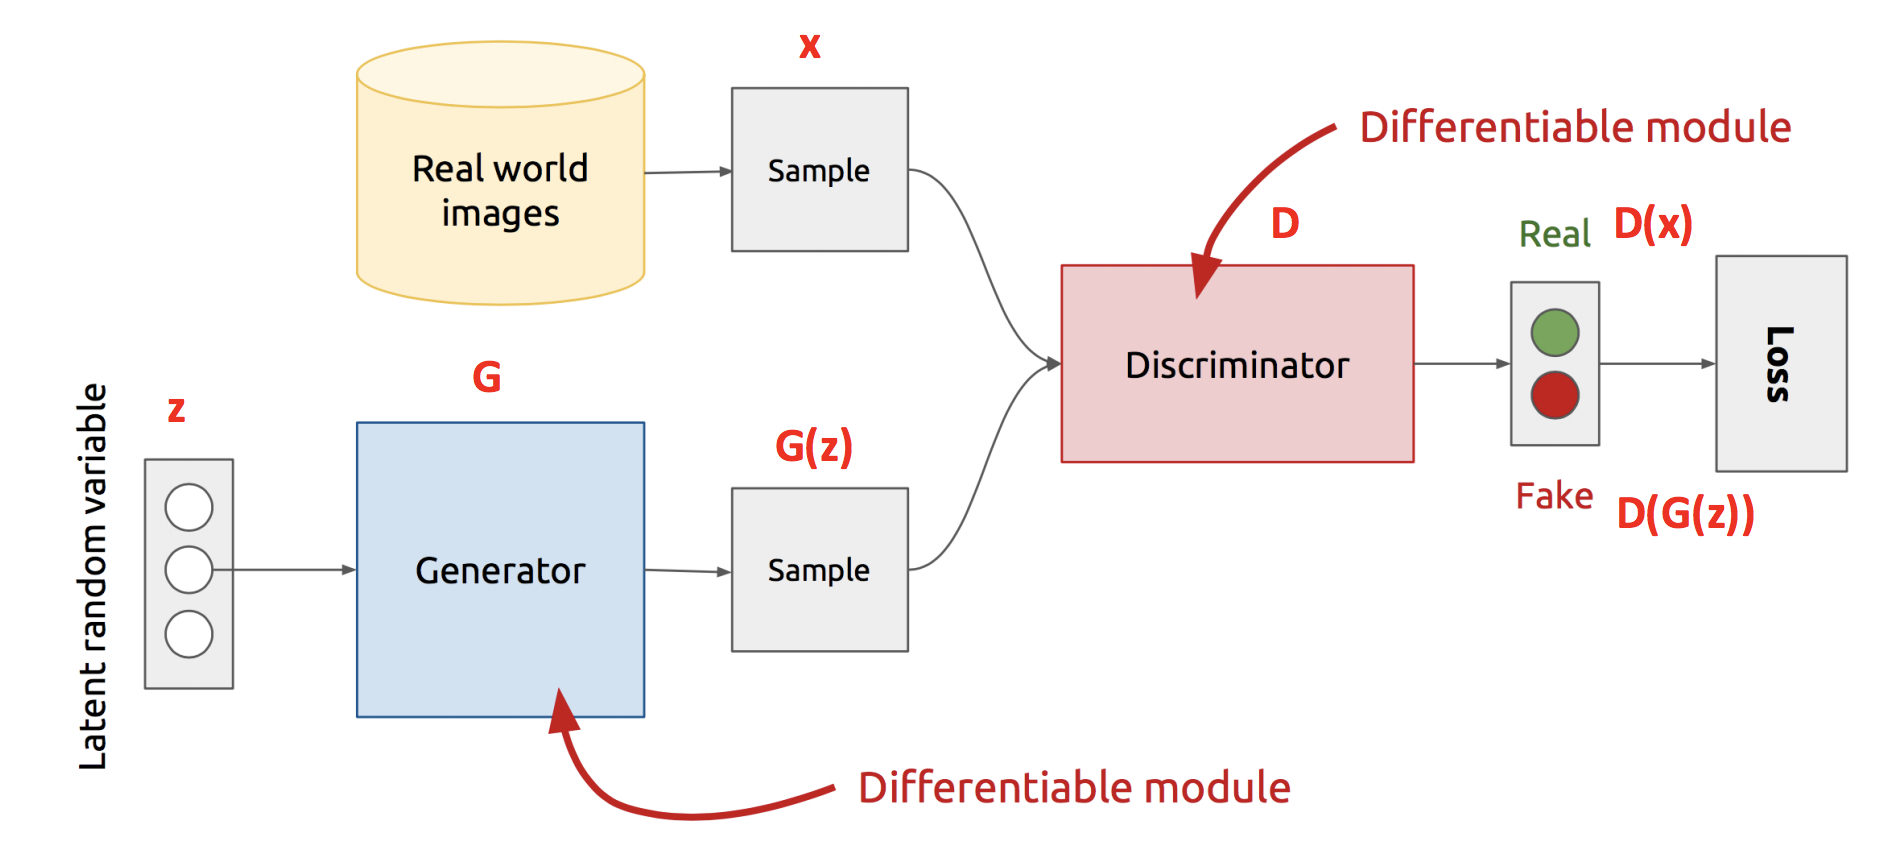 x
Real world
images
Sample
Differentiable module
D
Real
D(x)
Discriminator
Loss
Fake
D(G(z))
Latent random variable
z
G
Generator
G(z)
Sample
Differentiable module